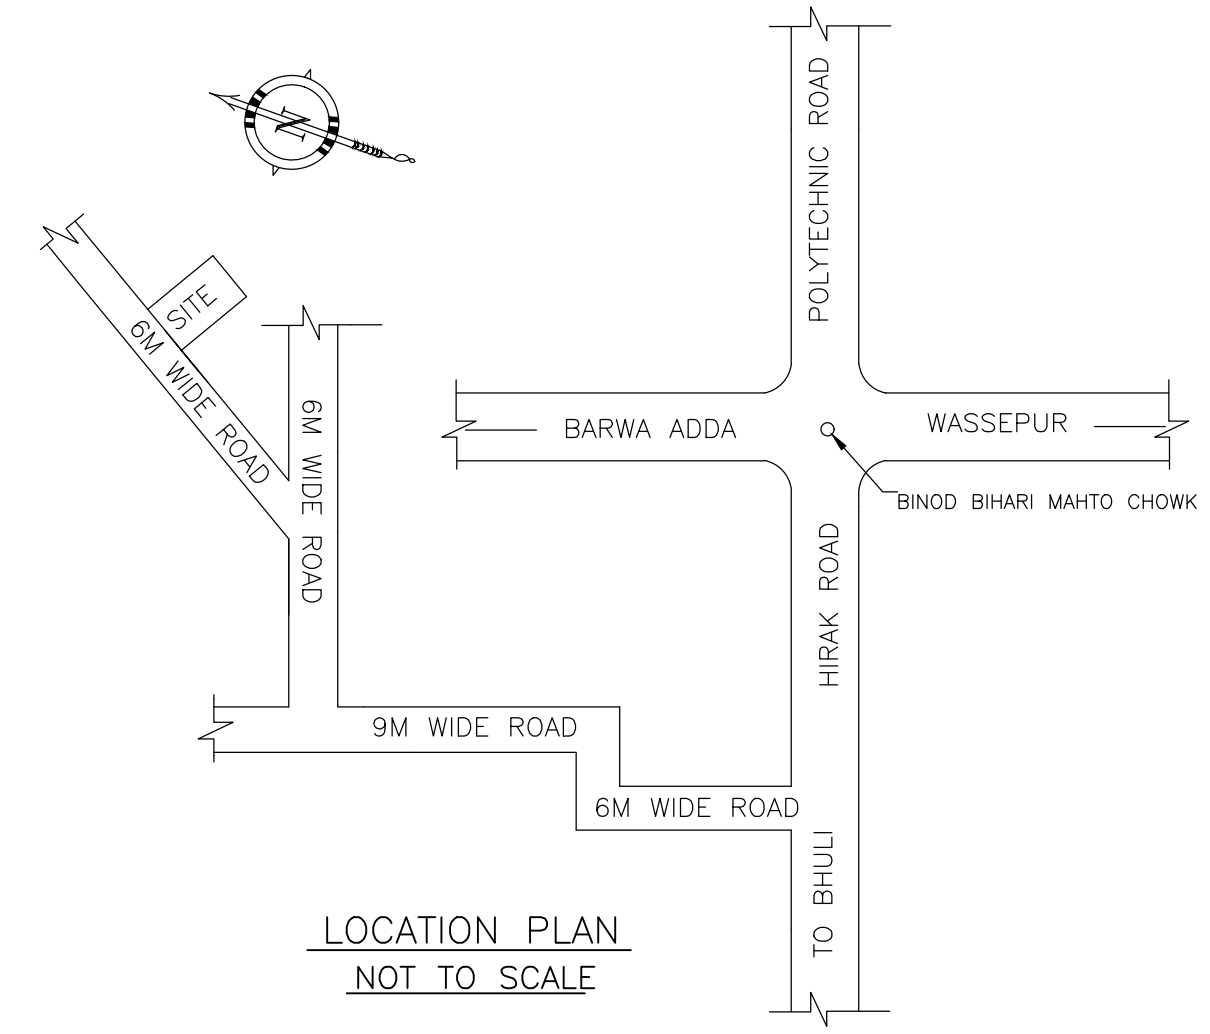 N
POLYTECHNIC ROAD
SITE
6M WIDE ROAD
6M WIDE ROAD
BARWA ADDA
WASSEPUR
BINOD BIHARI MAHTO CHOWK
HIRAK ROAD
9M WIDE ROAD
6M WIDE ROAD
TO BHULI
LOCATION PLAN
NOT TO SCALE